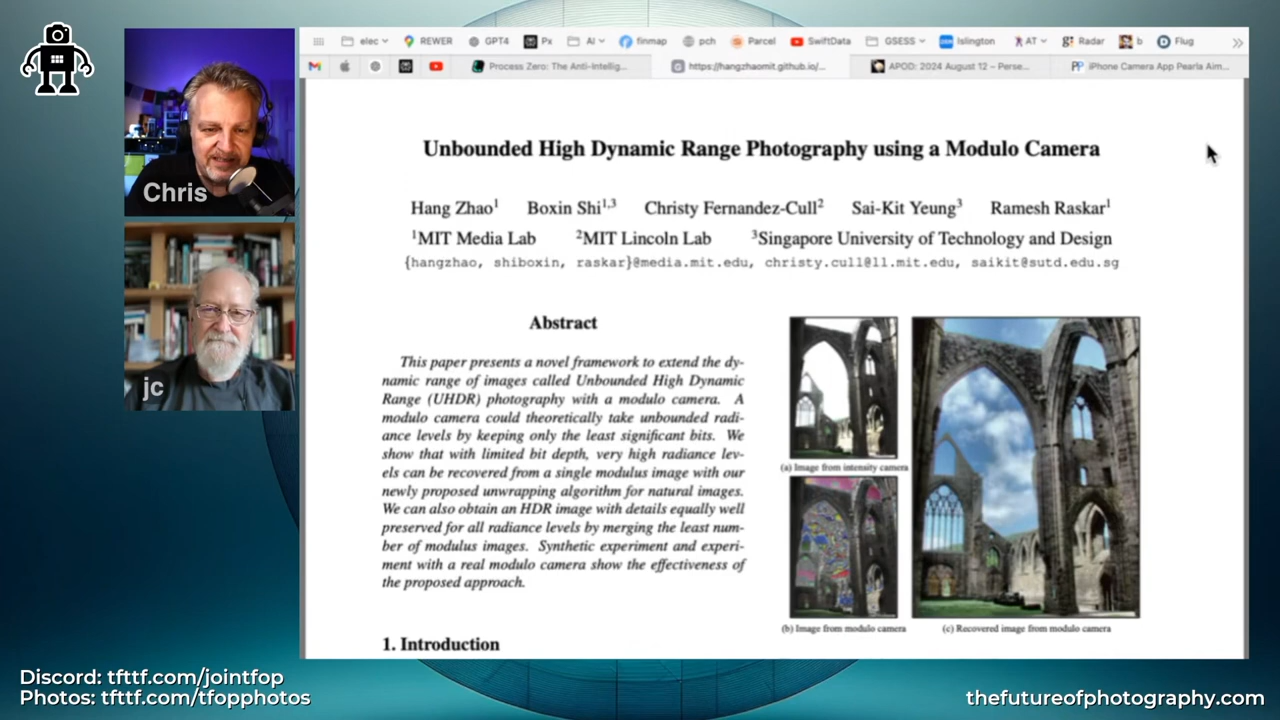 elec
REWER
GPT4
Px
AI
finmap
pch
Parcel
SwiftData
GSESS
Islington
AT
Radar
b
Flug
Process Zero: The Anti-Intellig...
https://hangzhaomit.github.io/...
APOD: 2024 August 12 – Perse...
iPhone Camera App Pearla Aim...
Chris
jc
Unbounded High Dynamic Range Photography using a Modulo Camera
Hang Zhao¹ Boxin Shi¹,³ Christy Fernandez-Cull² Sai-Kit Yeung³ Ramesh Raskar¹
¹MIT Media Lab ²MIT Lincoln Lab ³Singapore University of Technology and Design
{hangzhao, shiboxin, raskar}@media.mit.edu, christy.cull@ll.mit.edu, saikit@sutd.edu.sg
Abstract
This paper presents a novel framework to extend the dy-
namic range of images called Unbounded High Dynamic
Range (UHDR) photography with a modulo camera. A
modulo camera could theoretically take unbounded radi-
ance levels by keeping only the least significant bits. We
show that with limited bit depth, very high radiance lev-
els can be recovered from a single modulus image with our
newly proposed unwrapping algorithm for natural images.
We can also obtain an HDR image with details equally well
preserved for all radiance levels by merging the least num-
ber of modulus images. Synthetic experiment and experi-
ment with a real modulo camera show the effectiveness of
the proposed approach.
1. Introduction
(a) Image from intensity camera
(b) Image from modulo camera
(c) Recovered image from modulo camera
Discord: tfttf.com/jointfop
Photos: tfttf.com/tfopphotos
thefutureofphotography.com